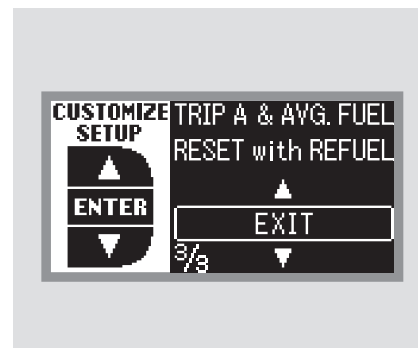 CUSTOMIZE
SETUP
ENTER
TRIP A & AVG. FUEL
RESET with REFUEL
EXIT
3/3